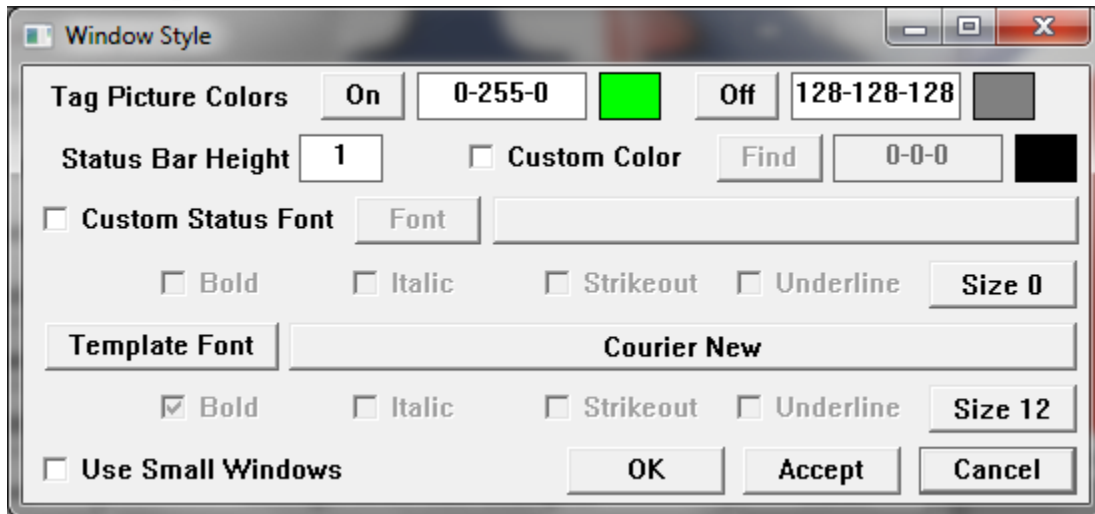 Window Style
Tag Picture Colors On 0-255-0 Off 128-128-128
Status Bar Height 1 Custom Color Find 0-0-0
Custom Status Font Font
Bold Italic Strikeout Underline Size 0
Template Font Courier New
Bold Italic Strikeout Underline Size 12
Use Small Windows OK Accept Cancel